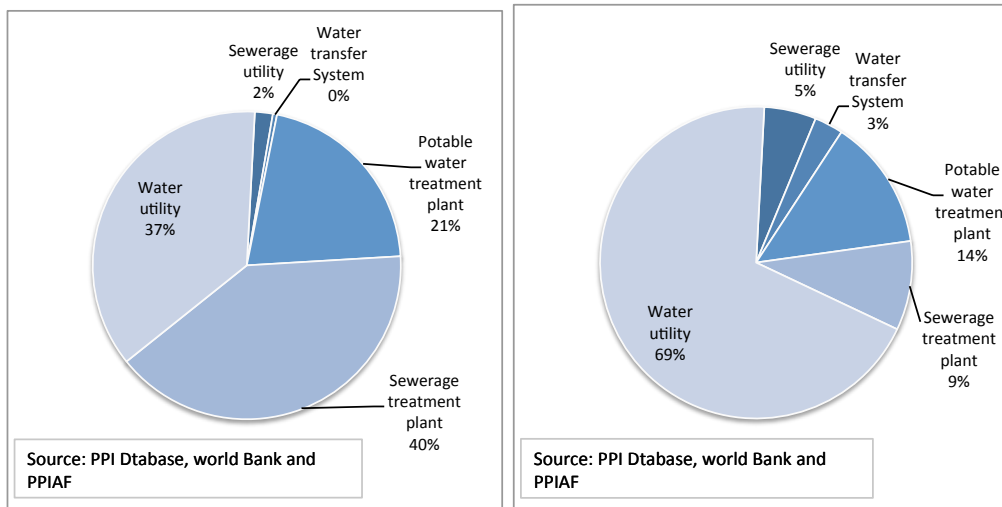 Sewerage
utility
2%
Water
transfer
System
0%
Potable
water
treatment
plant
21%
Water
utility
37%
Sewerage
treatment
plant
40%
Source: PPI Dtabase, world Bank and
PPIAF
Sewerage
utility
5%
Water
transfer
System
3%
Potable
water
treatment
plant
14%
Water
utility
69%
Sewerage
treatment
plant
9%
Source: PPI Dtabase, world Bank and
PPIAF